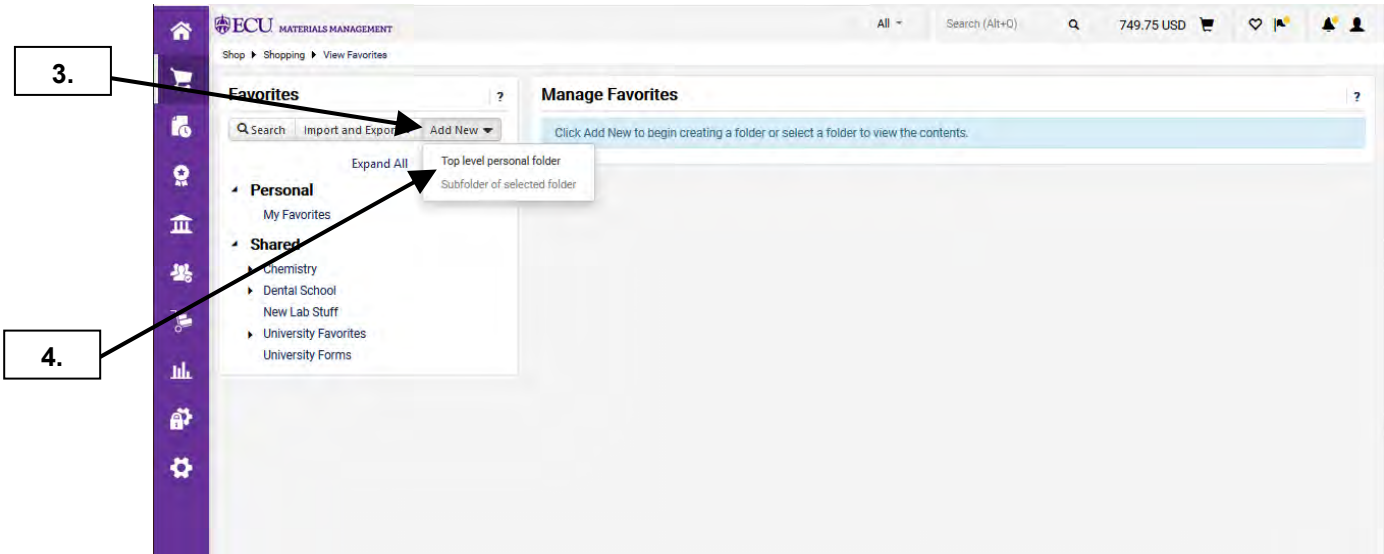 ECU MATERIALS MANAGEMENT
All
Search (Alt+Q)
749.75 USD
Shop Shopping View Favorites
3.
Favorites
?
Manage Favorites
?
Search
Import and Export
Add New
Click Add New to begin creating a folder or select a folder to view the contents.
Expand All
Top level personal folder
Subfolder of selected folder
Personal
My Favorites
Shared
Chemistry
Dental School
New Lab Stuff
University Favorites
4.
University Forms